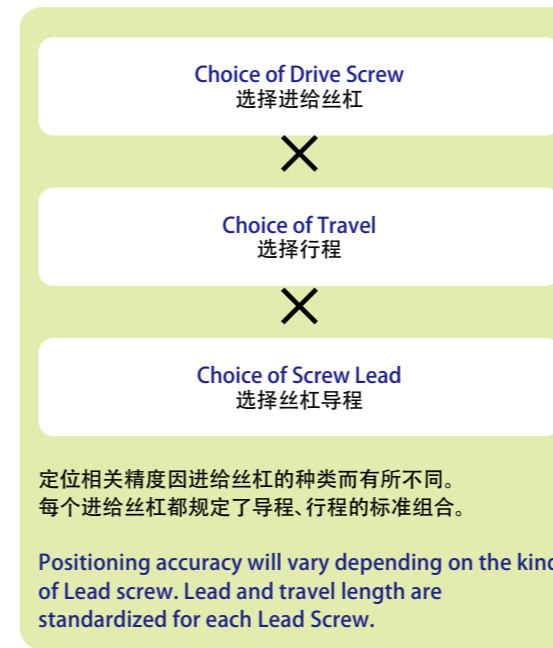 Choice of Drive Screw
选择进给丝杠
×
Choice of Travel
选择行程
×
Choice of Screw Lead
选择丝杠导程
定位相关精度因进给丝杠的种类而有所不同。
每个进给丝杠都规定了导程、行程的标准组合。
Positioning accuracy will vary depending on the kind
of Lead screw. Lead and travel length are
standardized for each Lead Screw.